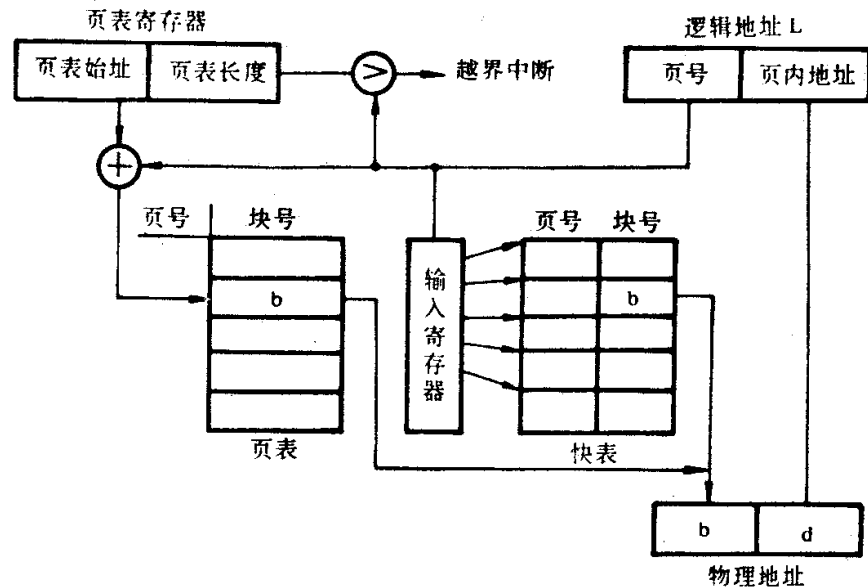 页表寄存器
逻辑地址 L
页表始址
页表长度
>
越界中断
页号
页内地址
+
页号
块号
页号
块号
b
输入寄存器
b
页表
快表
b
d
物理地址